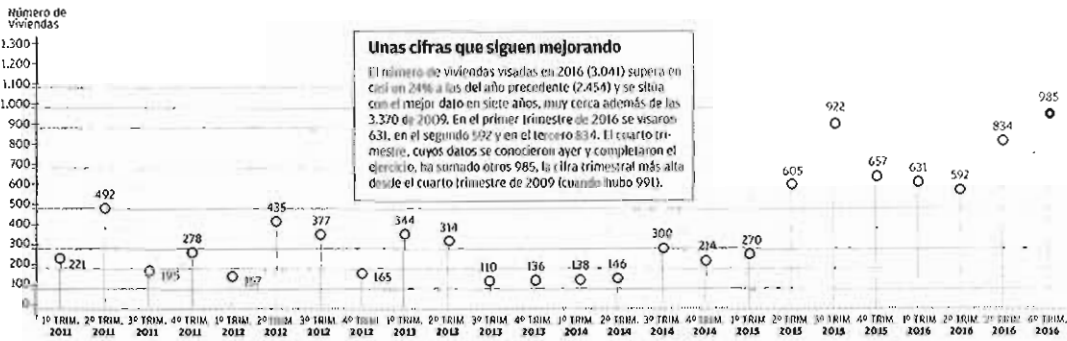 Número de
Viviendas
1.300
1.100
1.000
900
800
700
600
500
400
300
200
100
0
Unas cifras que siguen mejorando
El número de viviendas visadas en 2016 (3.041) supera en
casi un 24% a las del año precedente (2.454) y se sitúa
con el mejor dato en siete años, muy cerca además de las
3.370 de 2009. En el primer trimestre de 2016 se visaron
631, en el segundo 592 y en el tercero 834. El cuarto tri-
mestre, cuyos datos se conocieron ayer y completaron el
ejercicio, ha sumado otros 985, la cifra trimestral más alta
desde el cuarto trimestre de 2009 (cuando hubo 991).
221 492 195 278 157 435 377 165 344 314 110 136 138 146 300 214 270 605 922 657 631 592 834 985
1º TRIM. 2º TRIM. 3º TRIM. 4º TRIM. 1º TRIM. 2º TRIM 3º TRIM. 4º TRIM 1º TRIM. 2º TRIM. 3º TRIM. 4º TRIM. 1º TRIM. 2º TRIM. 3º TRIM. 4º TRIM. 1º TRIM. 2º TRIM. 3º TRIM. 4º TRIM. 1º TRIM. 2º TRIM. TRIM. 4º TRIM.
2011 2011 2011 2011 2012 2012 2012 2012 2013 2013 2013 2013 2014 2014 2014 2014 2015 2015 2015 2015 2016 2016 2016 2016